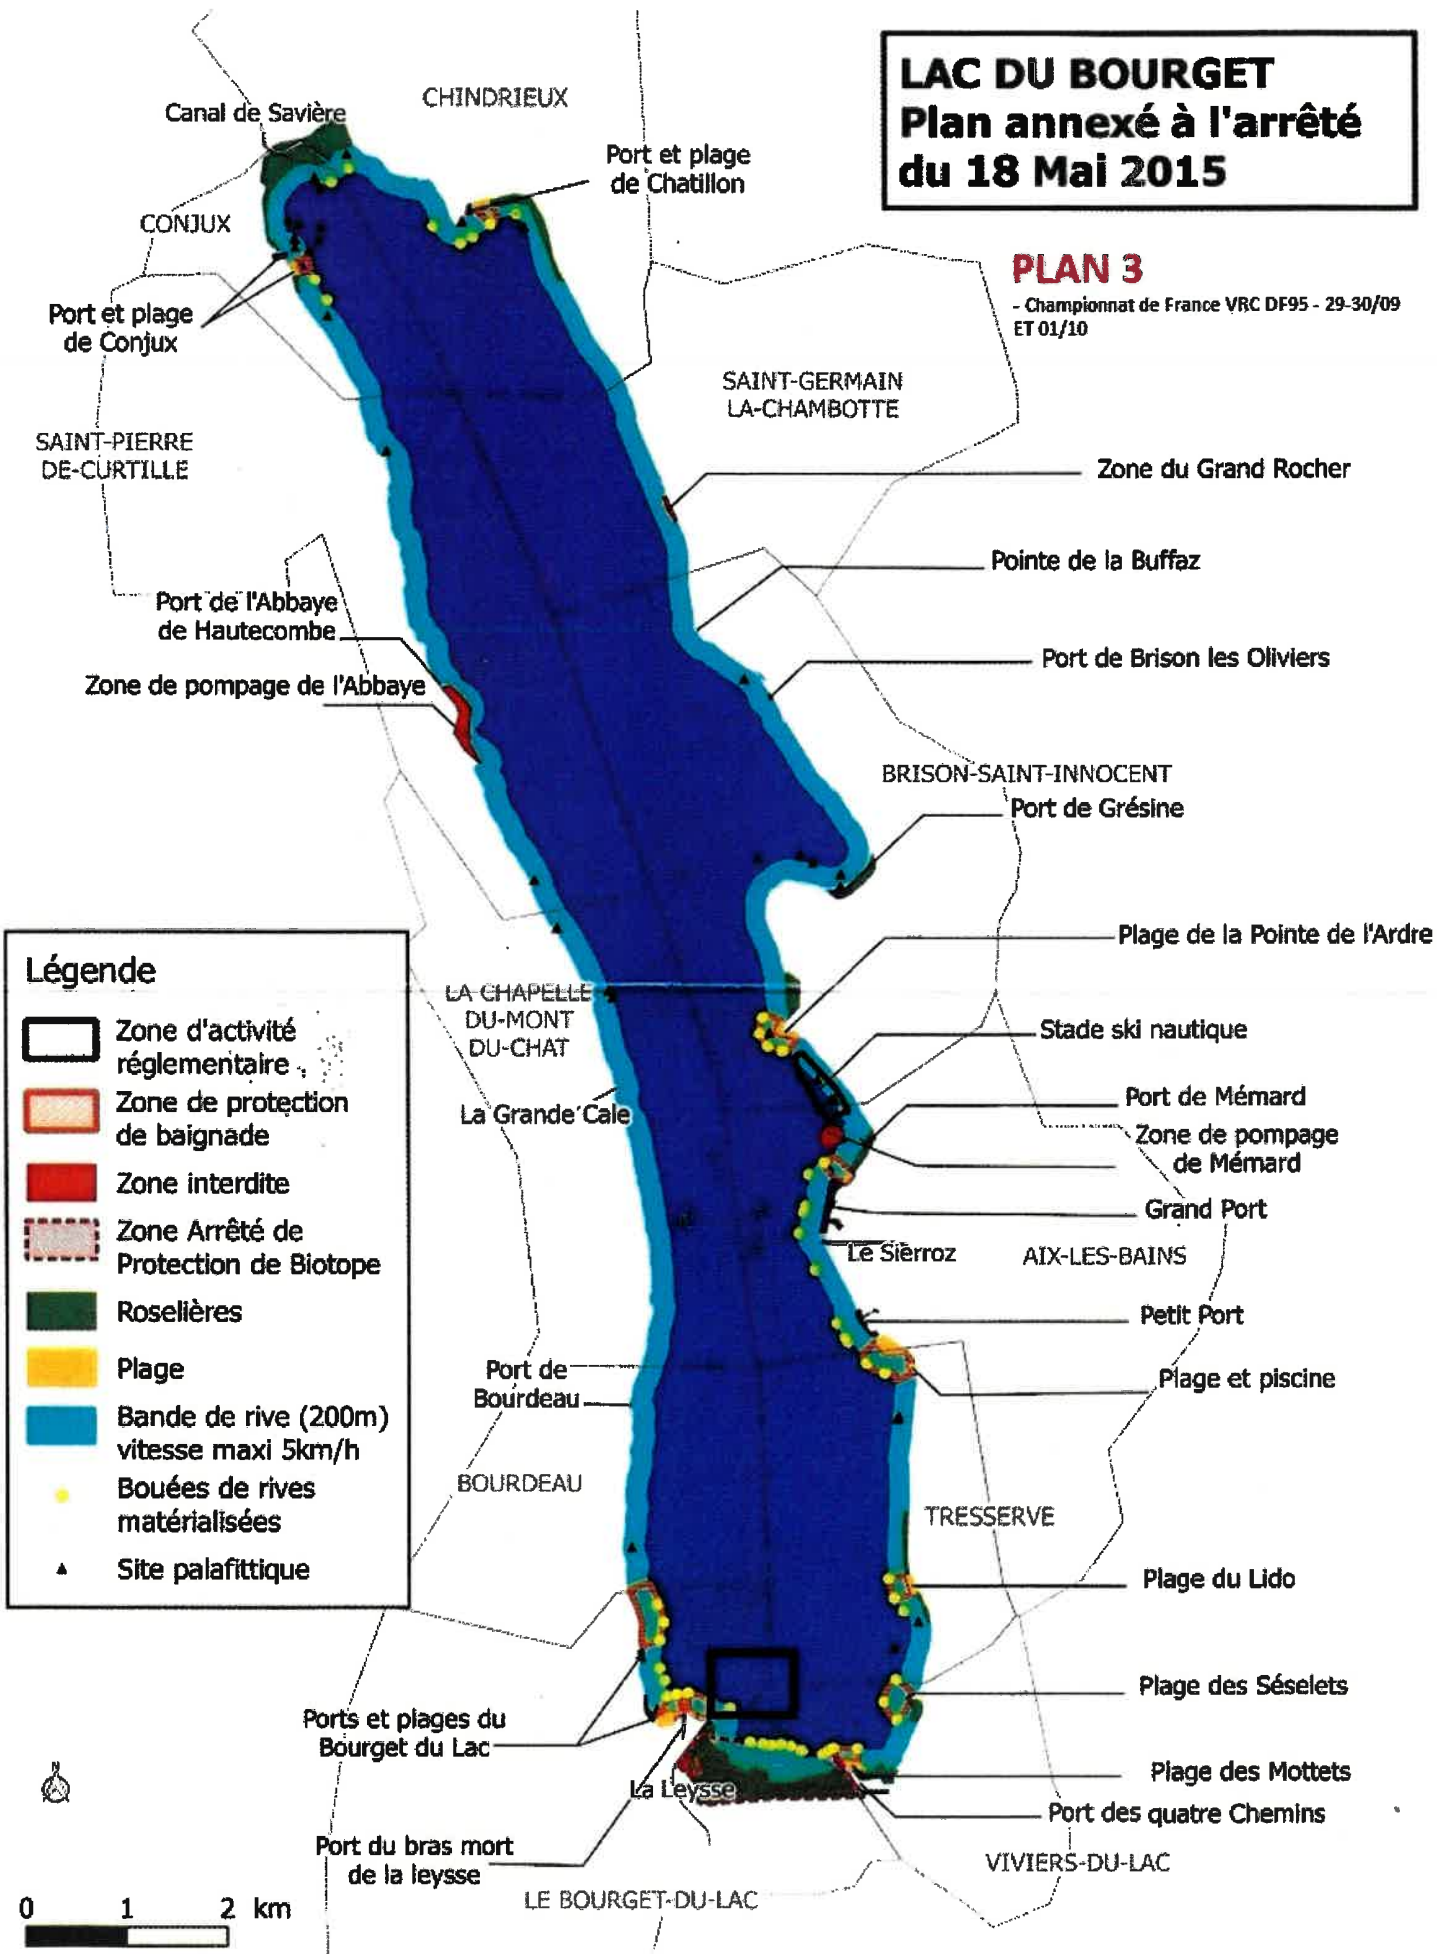 LAC DU BOURGET
Plan annexé à l'arrêté
du 18 Mai 2015
PLAN 3
- Championnat de France VRC DF95 - 29-30/09
ET 01/10
Canal de Savière
CHINDRIEUX
Port et plage
de Chatillon
CONJUX
Port et plage
de Conjux
SAINT-GERMAIN
LA-CHAMBOTTE
SAINT-PIERRE
DE-CURTILLE
Zone du Grand Rocher
Pointe de la Buffaz
Port de l'Abbaye
de Hautecombe
Port de Brison les Oliviers
Zone de pompage de l'Abbaye
BRISON-SAINT-INNOCENT
Port de Grésine
Plage de la Pointe de l'Ardre
Légende
Zone d'activité
réglementaire
Zone de protection
de baignade
Zone interdite
Zone Arrêté de
Protection de Biotope
Roselières
Plage
Bande de rive (200m)
vitesse maxi 5km/h
Bouées de rives
matérialisées
Site palafittique
LA CHAPELLE
DU-MONT
DU-CHAT
Stade ski nautique
La Grande Cale
Port de Mémard
Zone de pompage
de Mémard
Grand Port
Le Sierroz
AIX-LES-BAINS
Petit Port
Port de
Bourdeau
Plage et piscine
BOURDEAU
TRESSERVE
Plage du Lido
Plage des Séselets
Ports et plages du
Bourget du Lac
Plage des Mottets
La Leysse
Port des quatre Chemins
Port du bras mort
de la leysse
VIVIERS-DU-LAC
LE BOURGET-DU-LAC
N
0 1 2 km